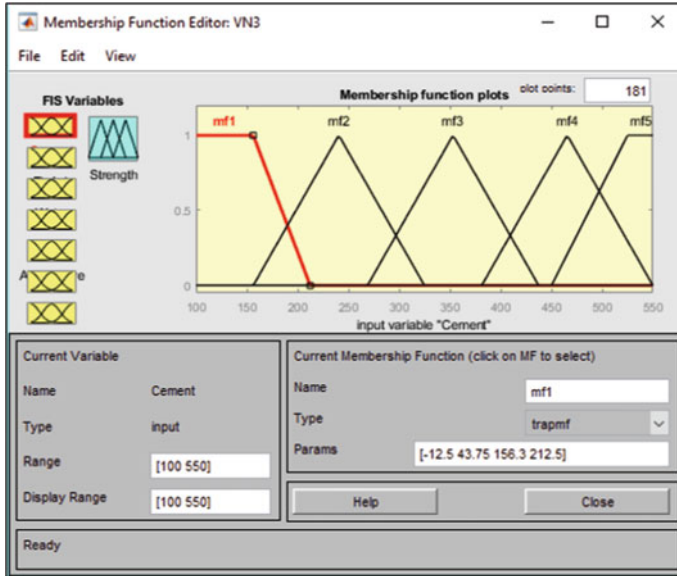 Membership Function Editor: VN3
File Edit View
FIS Variables
Strength
Membership function plots plot points: 181
mf1 mf2 mf3 mf4 mf5
1
0.5
0
100 150 200 250 300 350 400 450 500 550
input variable "Cement"
Current Variable
Name Cement
Type input
Range [100 550]
Display Range [100 550]
Current Membership Function (click on MF to select)
Name mf1
Type trapmf
Params [-12.5 43.75 156.3 212.5]
Help Close
Ready